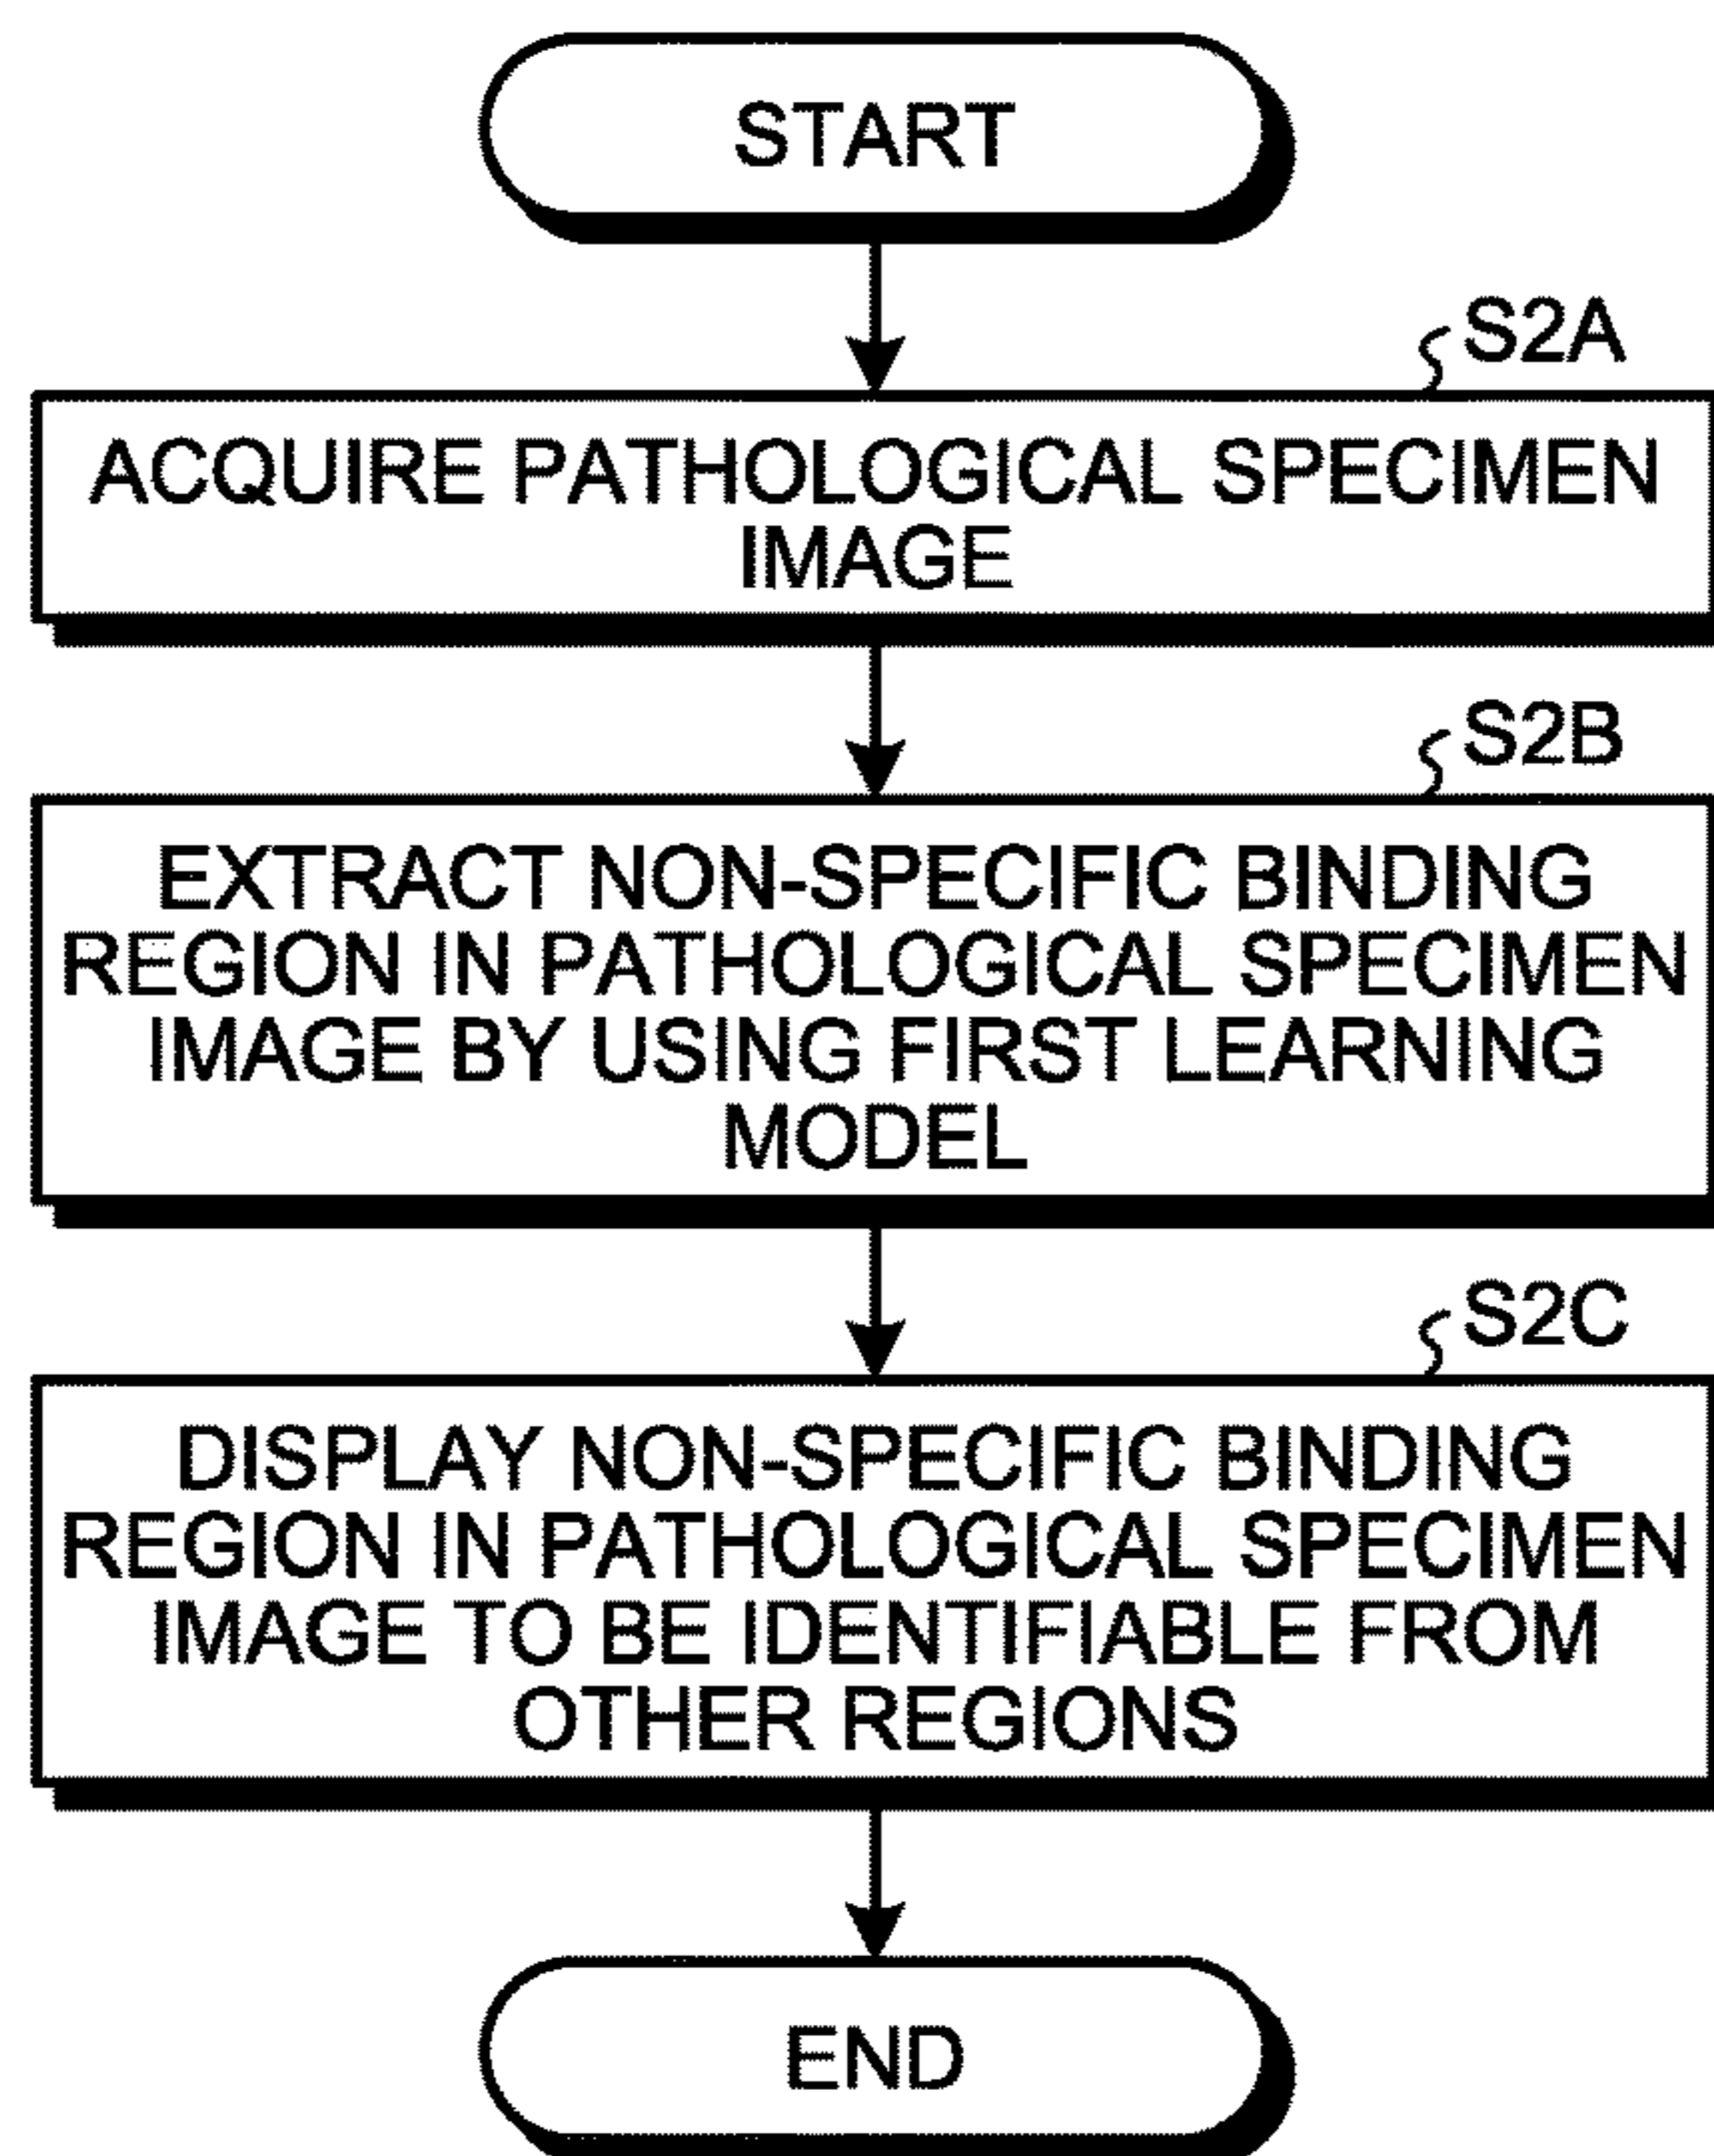 START
S2A
ACQUIRE PATHOLOGICAL SPECIMEN
IMAGE
S2B
EXTRACT NON-SPECIFIC BINDING
REGION IN PATHOLOGICAL SPECIMEN
IMAGE BY USING FIRST LEARNING
MODEL
S2C
DISPLAY NON-SPECIFIC BINDING
REGION IN PATHOLOGICAL SPECIMEN
IMAGE TO BE IDENTIFIABLE FROM
OTHER REGIONS
END